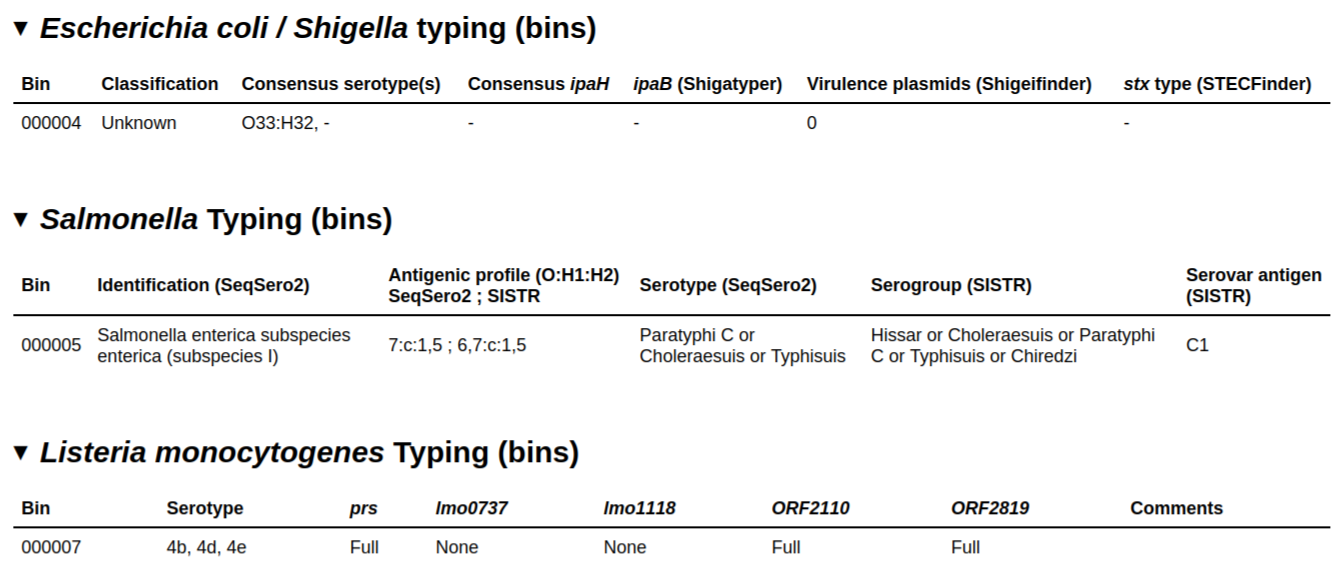 ▼ Escherichia coli / Shigella typing (bins)
Bin Classification Consensus serotype(s) Consensus ipaH ipaB (Shigatyper) Virulence plasmids (Shigeifinder) stx type (STECFinder)
000004 Unknown O33:H32, - - - 0 -
▼ Salmonella Typing (bins)
Bin Identification (SeqSero2) Antigenic profile (O:H1:H2) SeqSero2 ; SISTR Serotype (SeqSero2) Serogroup (SISTR) Serovar antigen (SISTR)
000005 Salmonella enterica subspecies enterica (subspecies I) 7:c:1,5 ; 6,7:c:1,5 Paratyphi C or Choleraesuis or Typhisuis Hissar or Choleraesuis or Paratyphi C or Typhisuis or Chiredzi C1
▼ Listeria monocytogenes Typing (bins)
Bin Serotype prs lmo0737 lmo1118 ORF2110 ORF2819 Comments
000007 4b, 4d, 4e Full None None Full Full